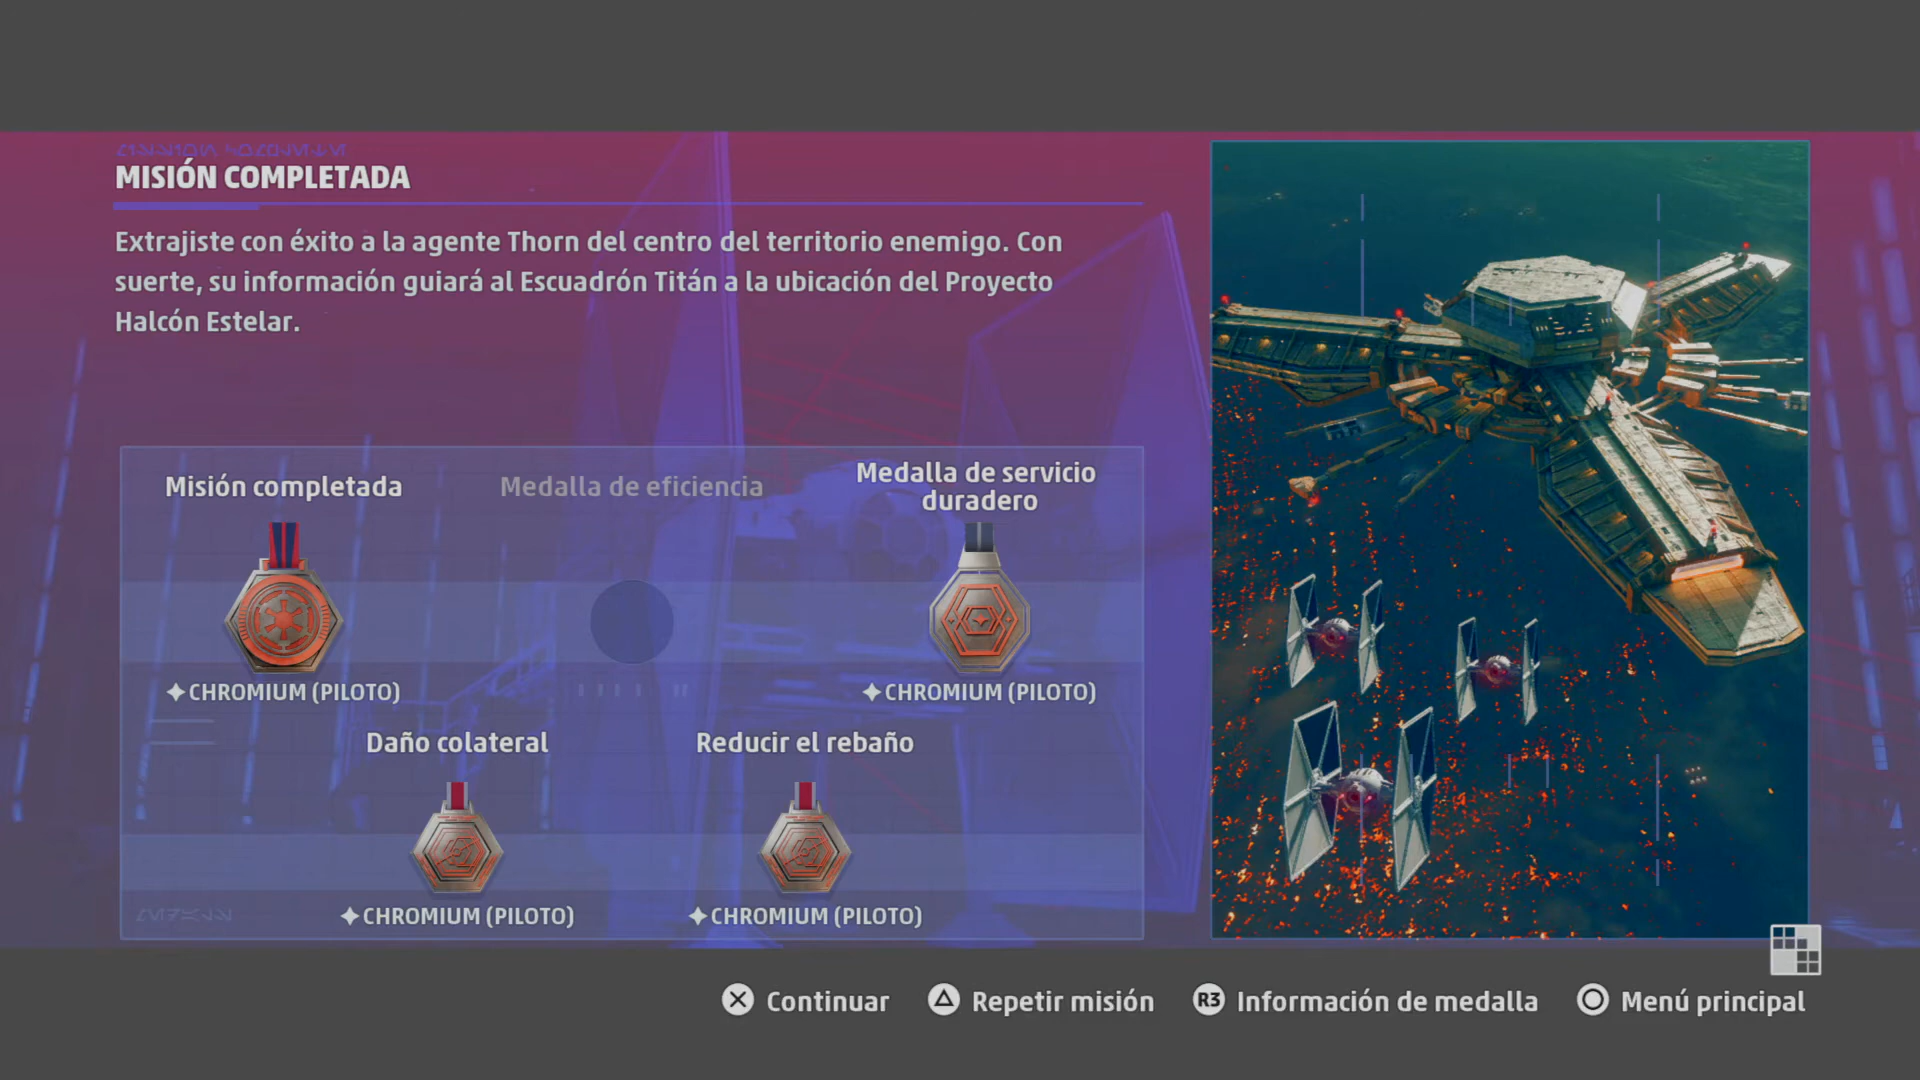 MISIÓN COMPLETADA
Extrajiste con éxito a la agente Thorn del centro del territorio enemigo. Con
suerte, su información guiará al Escuadrón Titán a la ubicación del Proyecto
Halcón Estelar.
Misión completada
Medalla de eficiencia
Medalla de servicio
duradero
CHROMIUM (PILOTO)
CHROMIUM (PILOTO)
Daño colateral
Reducir el rebaño
CHROMIUM (PILOTO)
CHROMIUM (PILOTO)
Continuar
Repetir misión
R3 Información de medalla
Menú principal